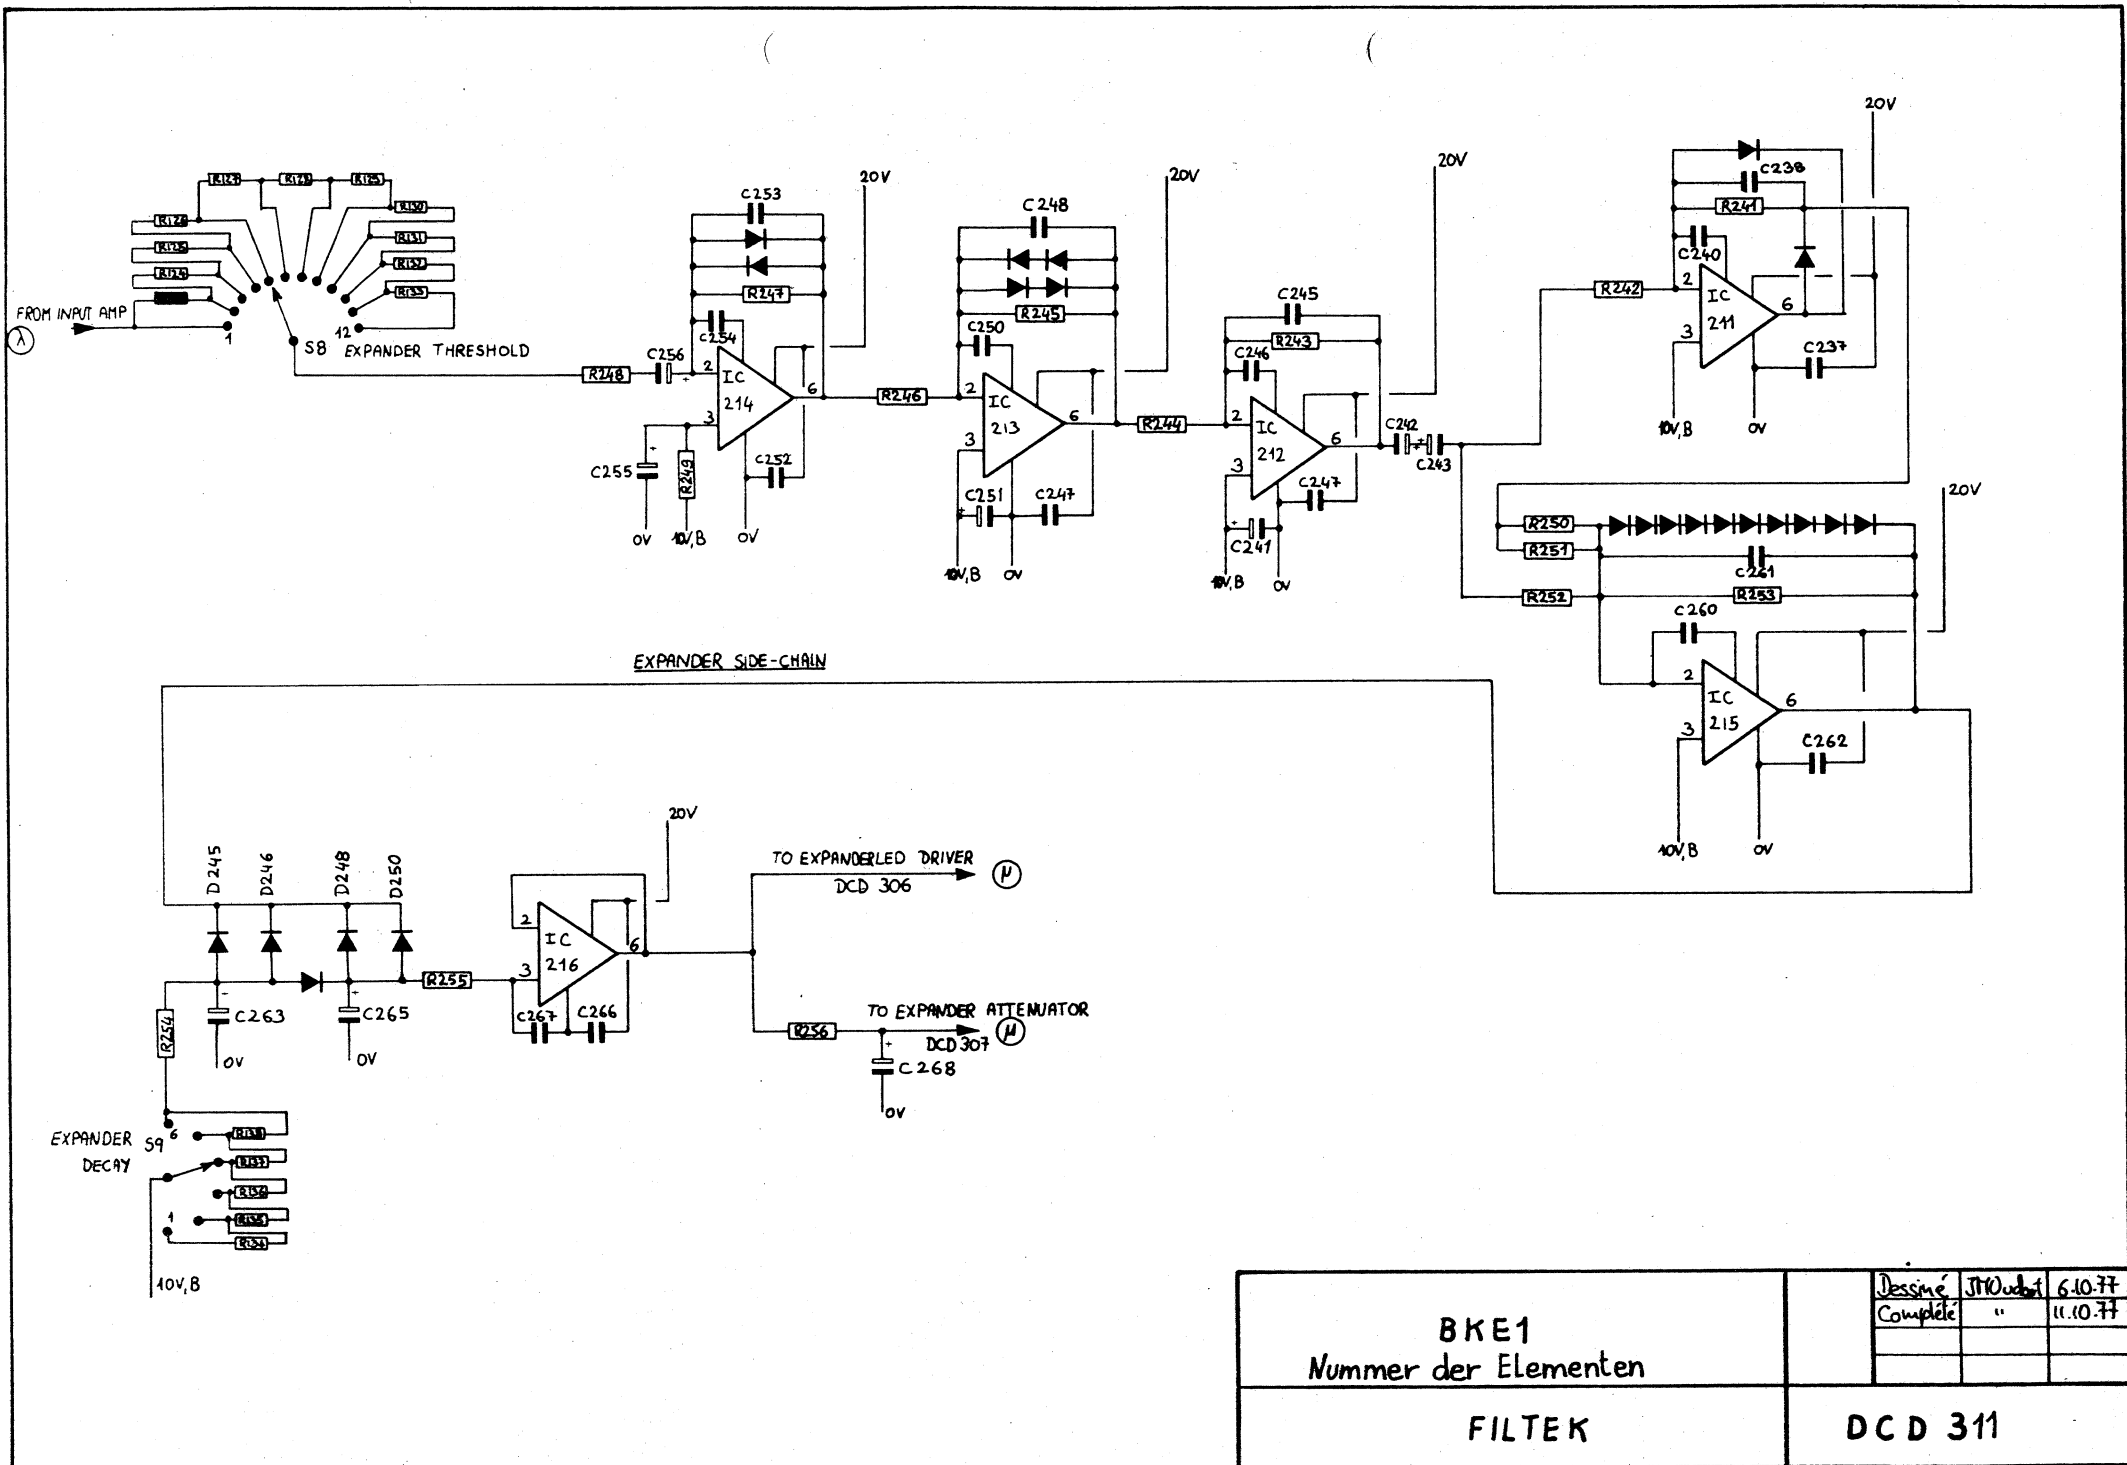 20V
R127
R128
R129
R126
R130
R125
R131
R124
R132
R133
FROM INPUT AMP
λ
1
12
S8 EXPANDER THRESHOLD
R248
C256
+
C253
20V
R247
C254
2
IC
214
3
6
C255
+
R249
C252
0V
10V,B
0V
R246
C248
20V
R245
C250
2
IC
213
3
6
C251
+
C247
10V,B
0V
R244
C245
20V
R243
C246
2
IC
212
3
6
C247
+
C241
10V,B
0V
C242
+
+
C243
20V
C238
R241
C240
R242
2
IC
211
3
6
C237
10V,B
0V
20V
R250
R251
C261
R252
R253
C260
2
IC
215
3
6
C262
10V,B
0V
EXPANDER SIDE-CHAIN
D245
D246
D248
D250
20V
R254
C263
0V
+
C265
0V
R255
2
IC
216
3
6
C267
C266
TO EXPANDERLED DRIVER
DCD 306
μ
TO EXPANDER ATTENUATOR
DCD 307
μ
R256
+
C268
0V
EXPANDER
DECAY
S9
6
1
R138
R137
R136
R135
R134
10V,B
BKE1
Nummer der Elementen
FILTEK
Dessiné
6.10.77
Complété " 11.10.77
DCD 311